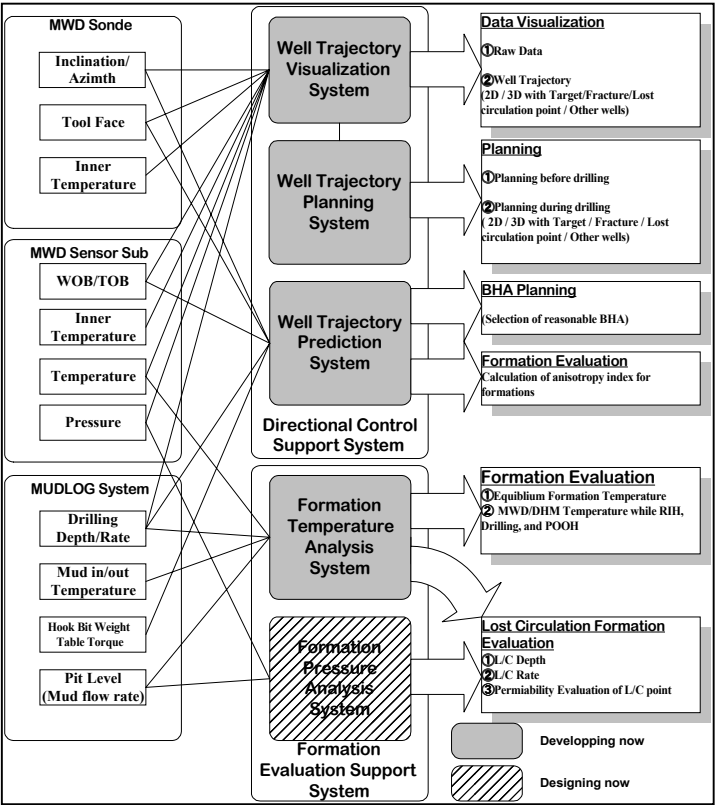 MWD Sonde
Inclination/
Azimth
Tool Face
Inner
Temperature
MWD Sensor Sub
WOB/TOB
Inner
Temperature
Temperature
Pressure
MUDLOG System
Drilling
Depth/Rate
Mud in/out
Temperature
Hook Bit Weight
Table Torque
Pit Level
(Mud flow rate)
Well Trajectory
Visualization
System
Well Trajectory
Planning
System
Well Trajectory
Prediction
System
Directional Control
Support System
Formation
Temperature
Analysis
System
Formation
Pressure
Analysis
System
Formation
Evaluation Support
System
Data Visualization
①Raw Data
②Well Trajectory
(2D / 3D with Target/Fracture/Lost
circulation point / Other wells)
Planning
①Planning before drilling
②Planning during drilling
( 2D / 3D with Target / Fracture / Lost
circulation point / Other wells)
BHA Planning
(Selection of reasonable BHA)
Formation Evaluation
Calculation of anisotropy index for
formations
Formation Evaluation
①Equiblium Formation Temperature
② MWD/DHM Temperature while RIH,
Drilling, and POOH
Lost Circulation Formation
Evaluation
①L/C Depth
②L/C Rate
③Permiability Evaluation of L/C point
Developping now
Designing now